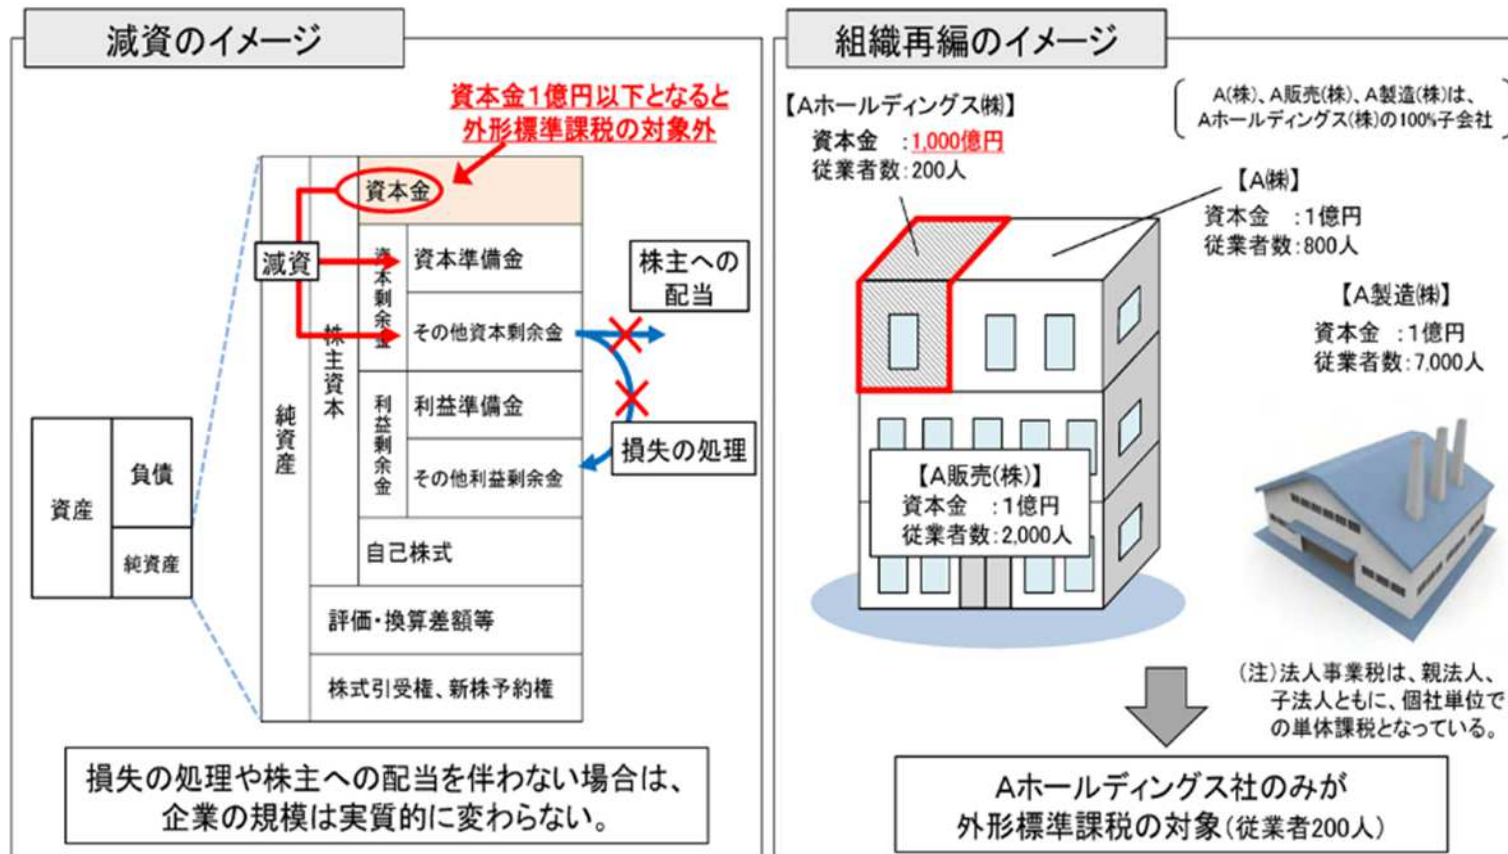 減資のイメージ
資本金1億円以下となると
外形標準課税の対象外
資本金
減資
資本剰余金
資本準備金
その他資本剰余金
株主への
配当
株主資本
純資産
利益剰余金
利益準備金
その他利益剰余金
損失の処理
資産
負債
純資産
自己株式
評価・換算差額等
株式引受権、新株予約権
損失の処理や株主への配当を伴わない場合は、
企業の規模は実質的に変わらない。
組織再編のイメージ
【Aホールディングス㈱】
資本金 :1,000億円
従業者数:200人
A(株)、A販売(株)、A製造(株)は、
Aホールディングス(株)の100%子会社
【A㈱】
資本金 :1億円
従業者数:800人
【A製造㈱】
資本金 :1億円
従業者数:7,000人
【A販売(株)】
資本金 :1億円
従業者数:2,000人
(注)法人事業税は、親法人、
子法人ともに、個社単位で
の単体課税となっている。
Aホールディングス社のみが
外形標準課税の対象(従業者200人)